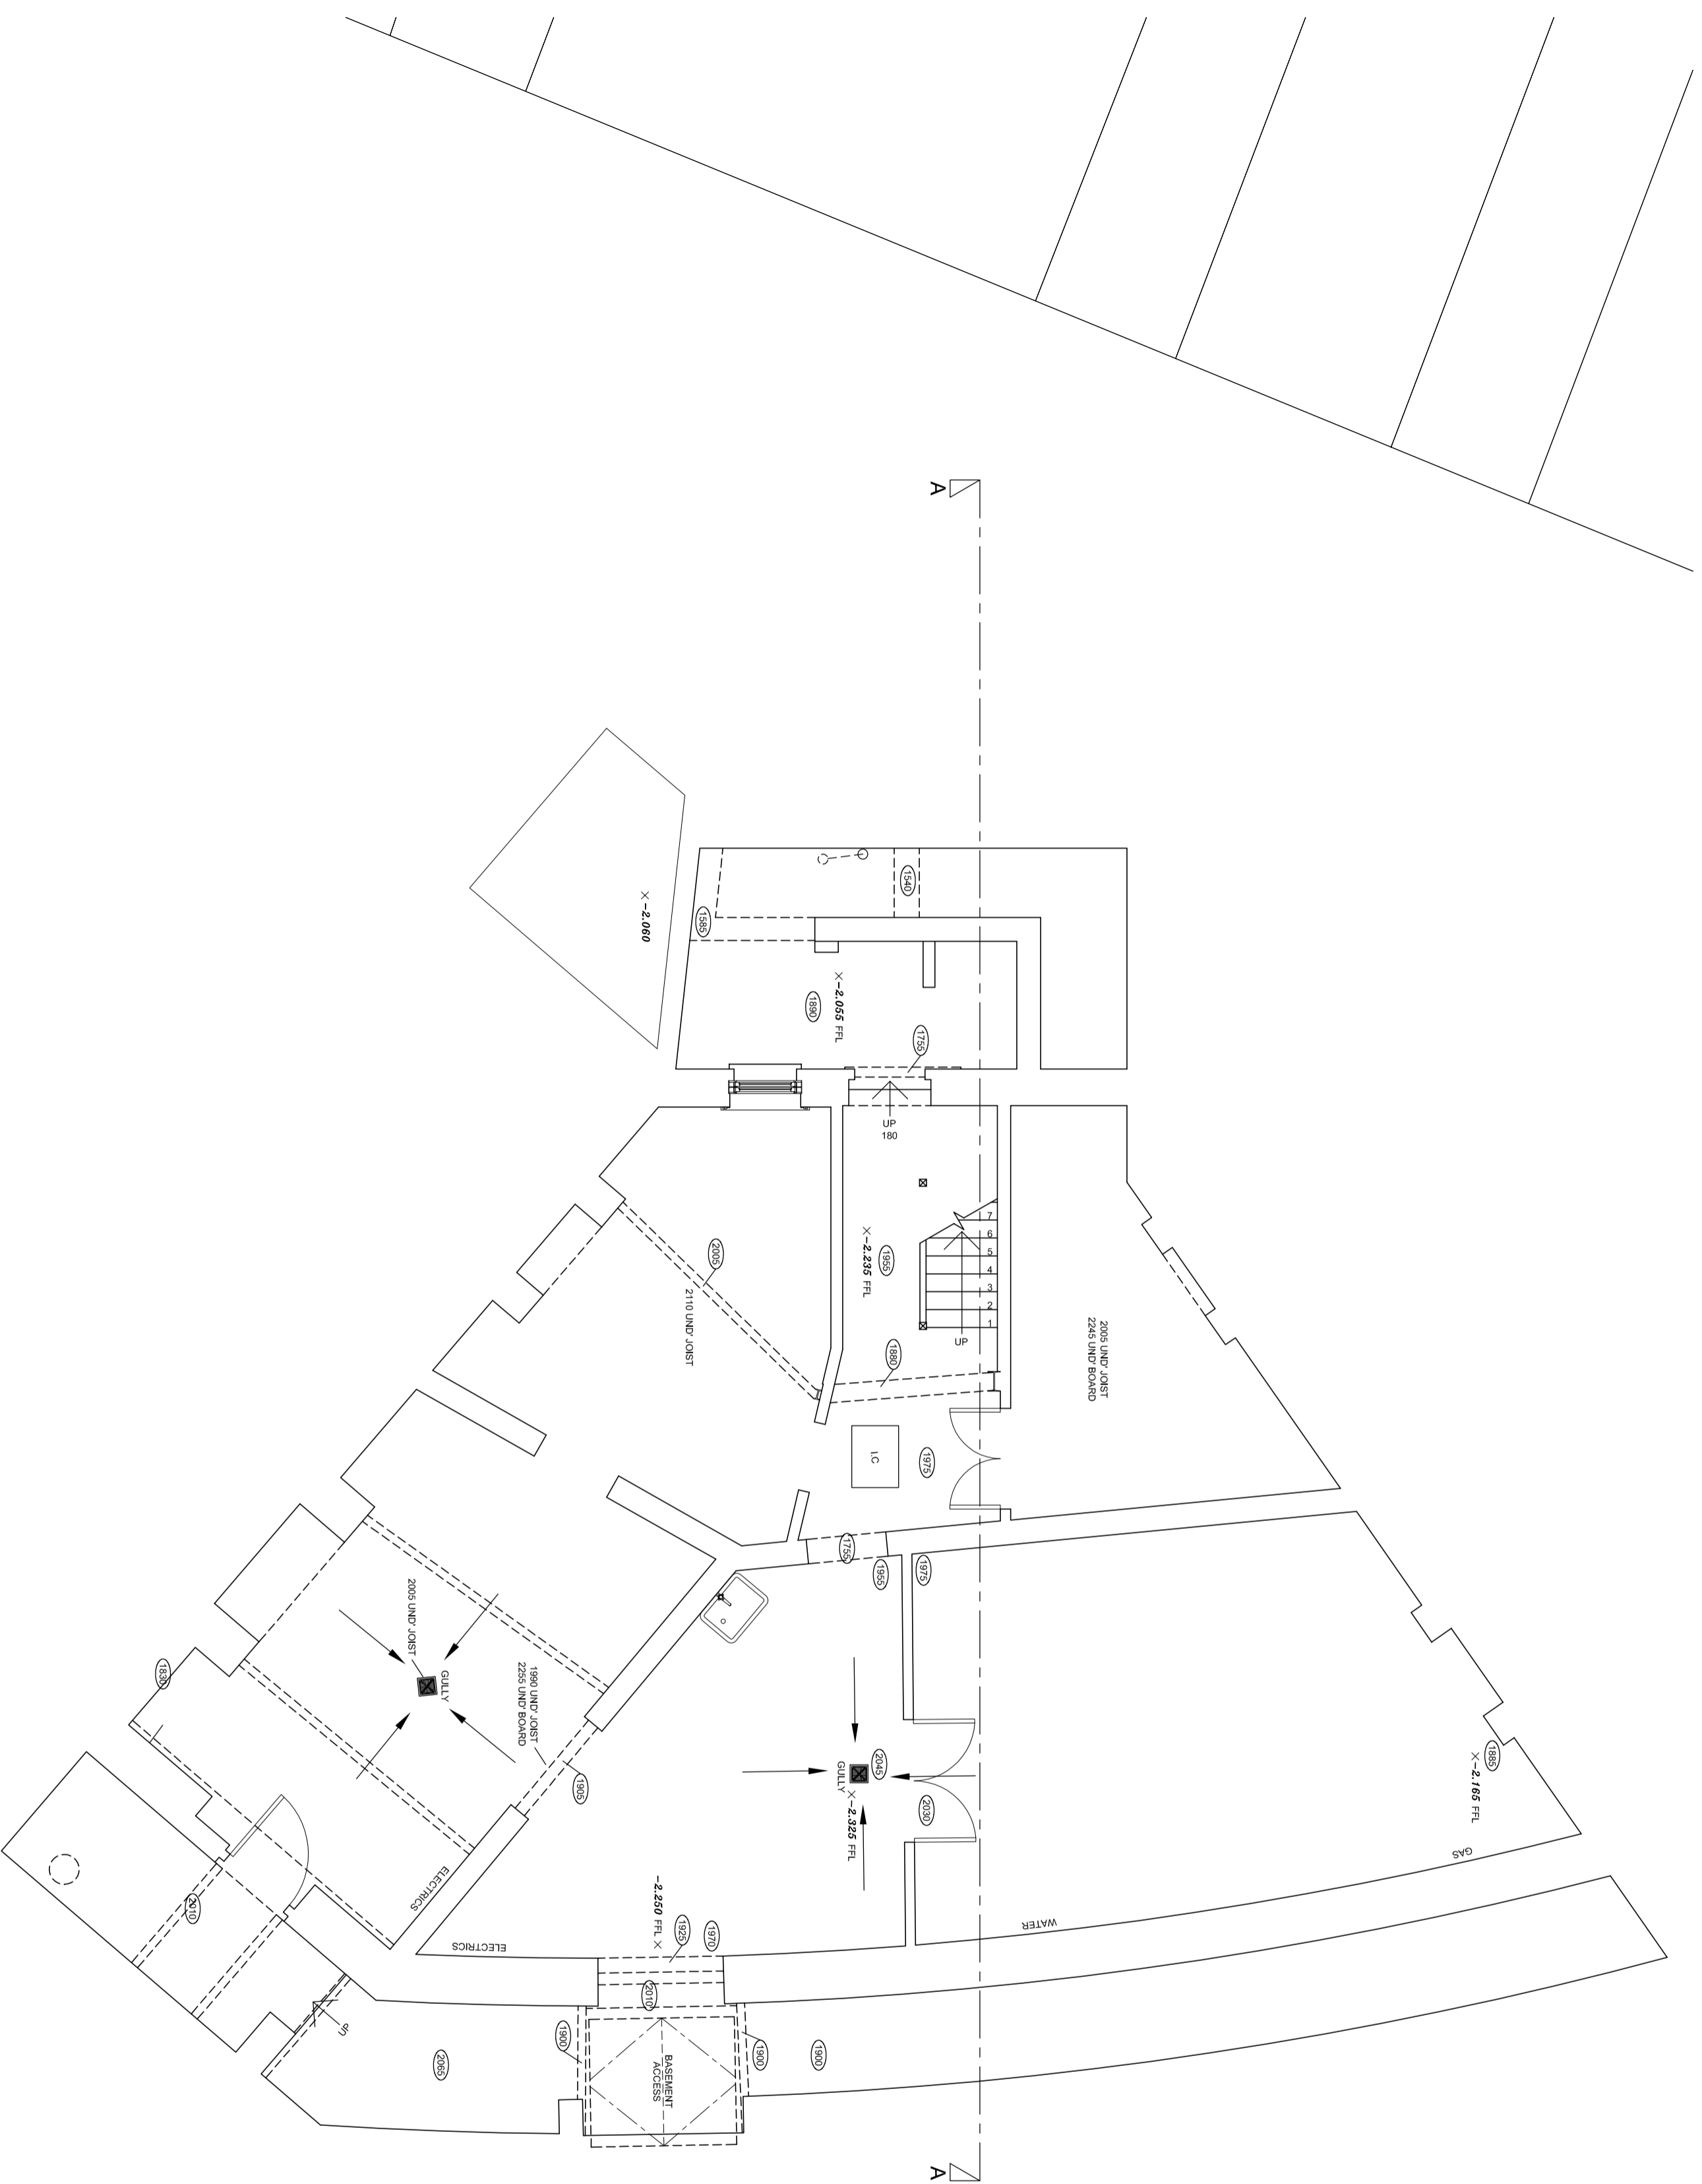 A
1540
× -2.060
1585
× -2.055 FFL
1890
1755
UP
180
7
6
5
4
3
2
1
UP
1955
× -2.235 FFL
2005
2110 UND' JOIST
2005 UND' JOIST
2245 UND' BOARD
1880
I.C
1975
1755
1955
1975
2005 UND' JOIST
GULLY
1990 UND' JOIST
2255 UND' BOARD
1905
1830
2045
GULLY
× -2.325 FFL
2030
1885
× -2.165 FFL
GAS
WATER
ELECTRICS
ELECTRICS
2010
-2.250 FFL ×
1925
1970
2010
UP
1900
1900
1900
2065
BASEMENT
ACCESS
A